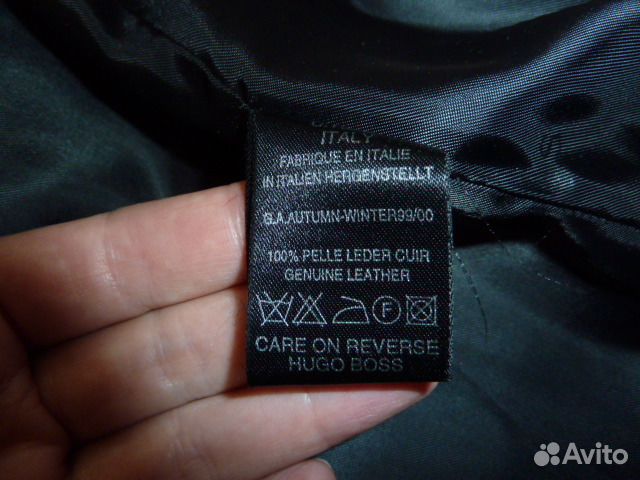 ITALY
FABRIQUE EN ITALIE
IN ITALIEN HERGENSTELLT
G.A.AUTUMN-WINTER99/00
100% PELLE LEDER CUIR
GENUINE LEATHER
F
CARE ON REVERSE
HUGO BOSS
Avito